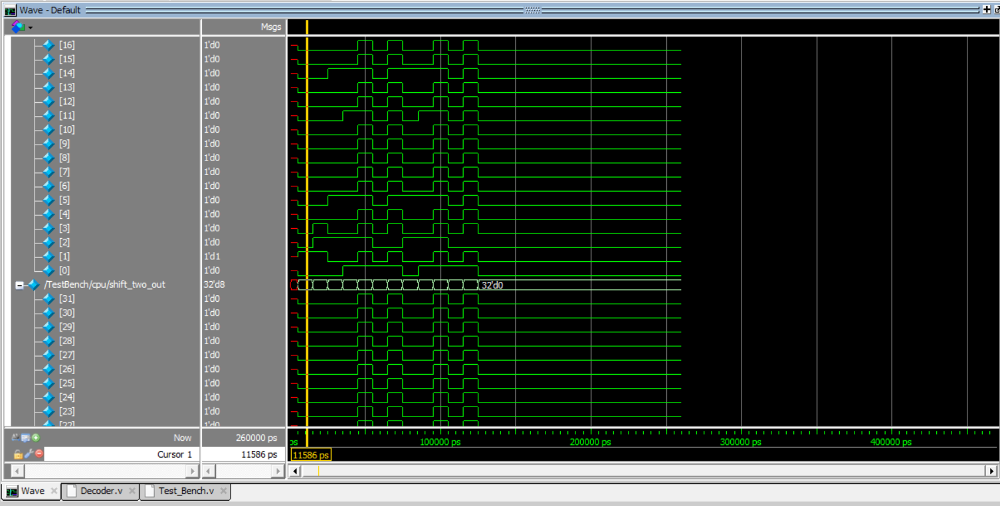 Wave - Default
Msgs
[16] 1'd0
[15] 1'd0
[14] 1'd0
[13] 1'd0
[12] 1'd0
[11] 1'd0
[10] 1'd0
[9] 1'd0
[8] 1'd0
[7] 1'd0
[6] 1'd0
[5] 1'd0
[4] 1'd0
[3] 1'd0
[2] 1'd0
[1] 1'd1
[0] 1'd0
/TestBench/cpu/shift_two_out 32'd8 32'd0
[31] 1'd0
[30] 1'd0
[29] 1'd0
[28] 1'd0
[27] 1'd0
[26] 1'd0
[25] 1'd0
[24] 1'd0
[23] 1'd0
[22] 1'd0
Now 260000 ps ps 100000 ps 200000 ps 300000 ps 400000 ps
Cursor 1 11586 ps 11586 ps
Wave Decoder.v Test_Bench.v